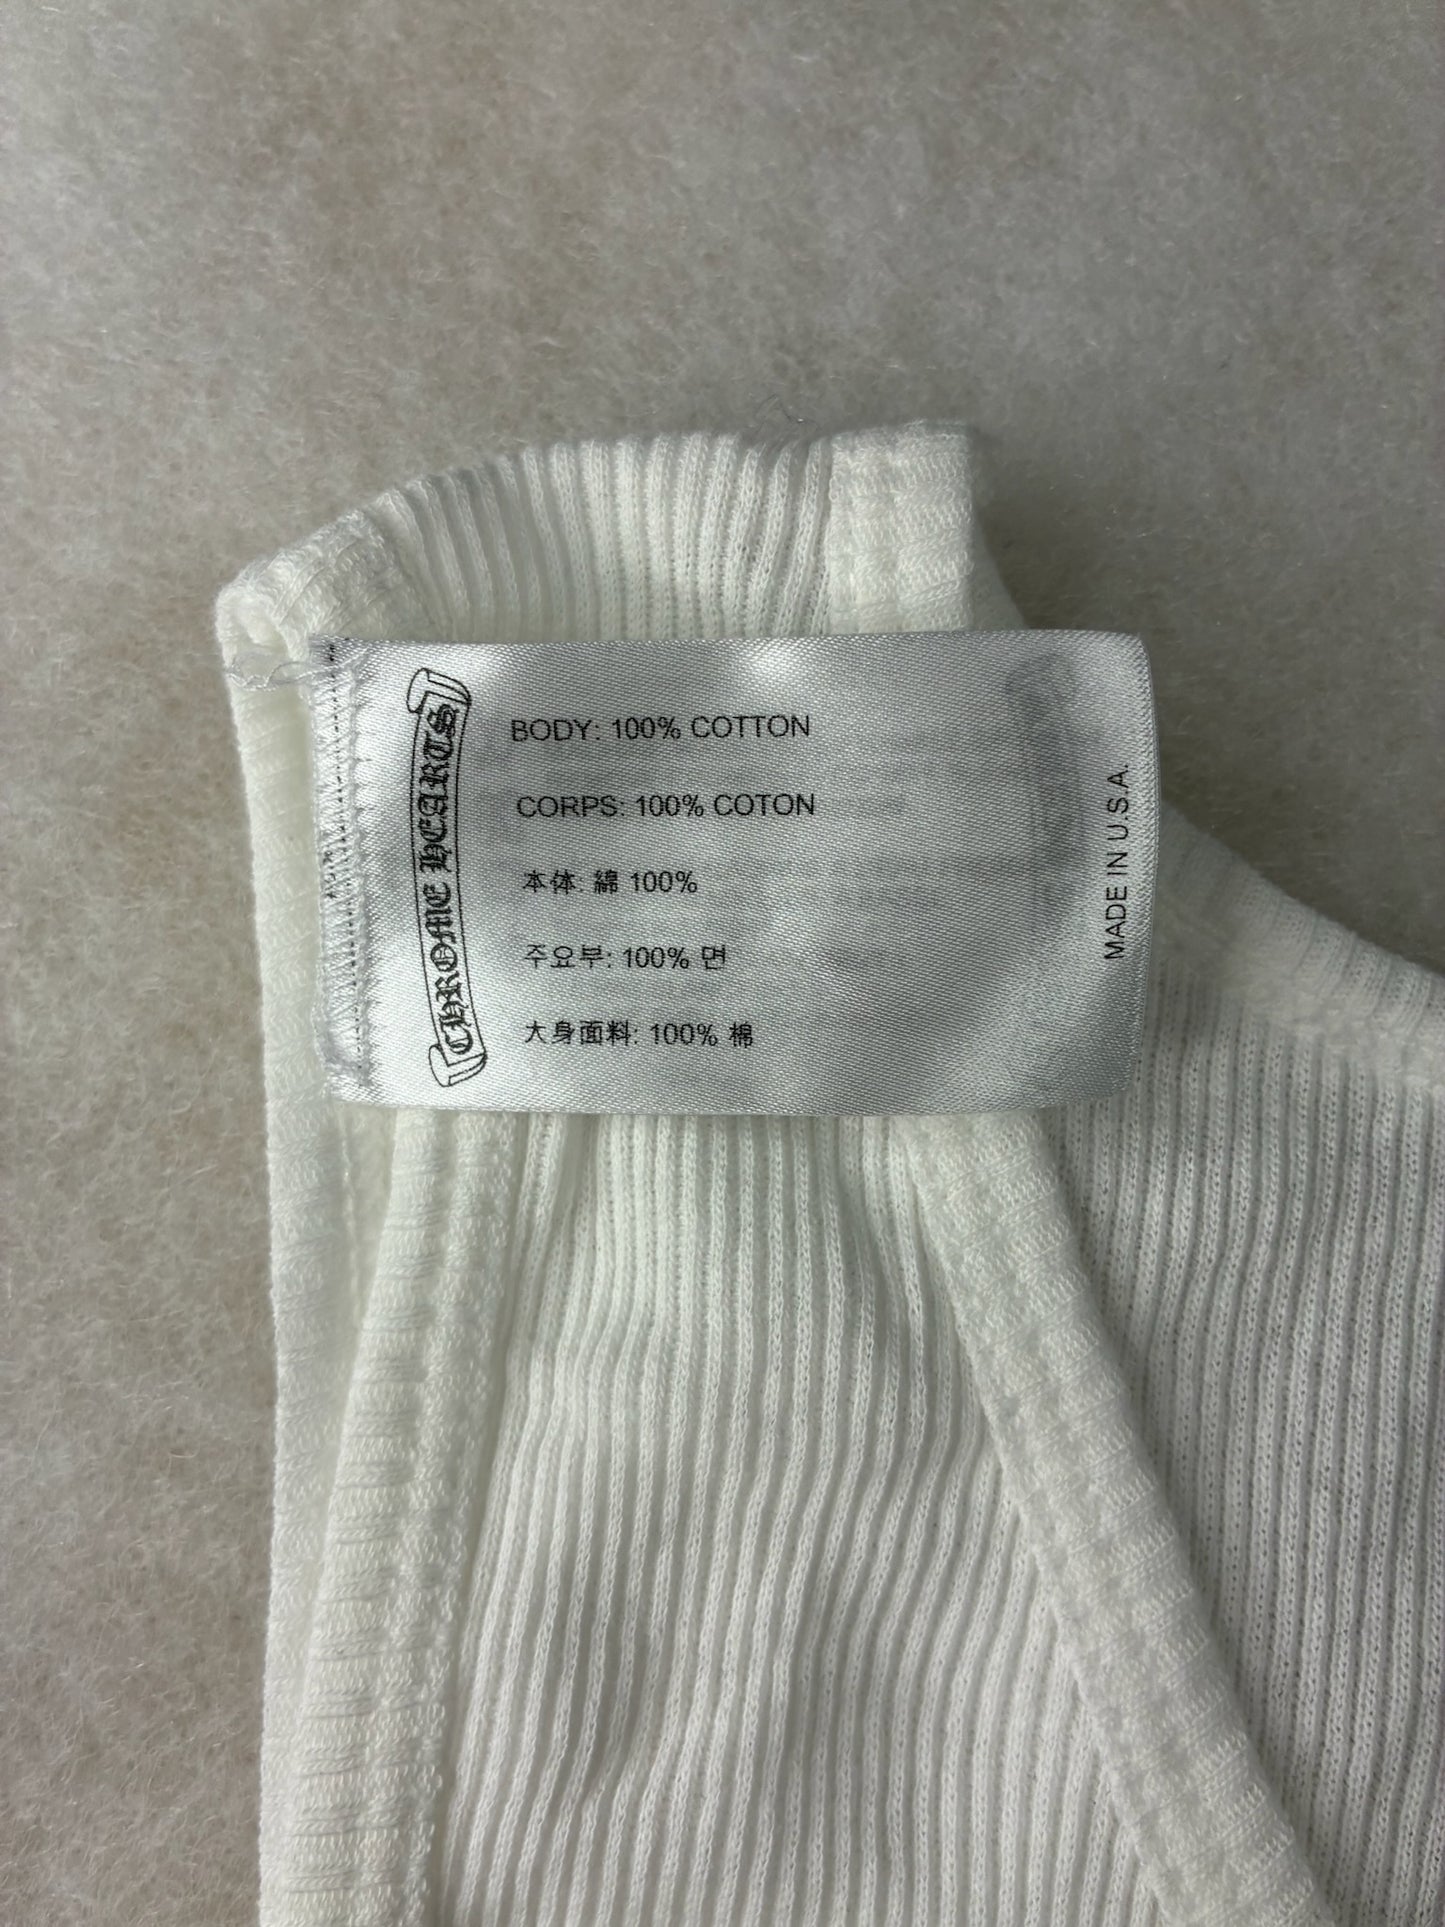 CHROME HEARTS
BODY: 100% COTTON
CORPS: 100% COTON
本体: 綿 100%
주요부: 100% 면
大身面料: 100% 棉
MADE IN U.S.A.